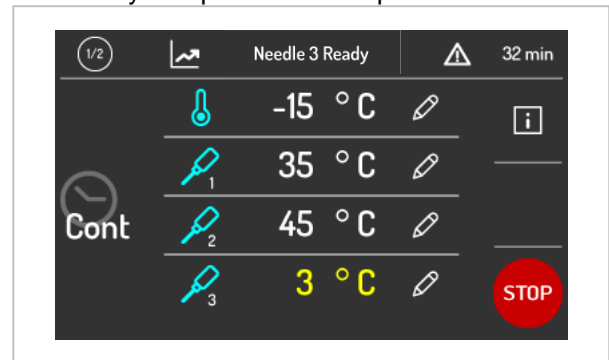 1/2 Needle 3 Ready 32 min
-15 °C
i
1 35 °C
Cont
2 45 °C
3 3 °C
STOP